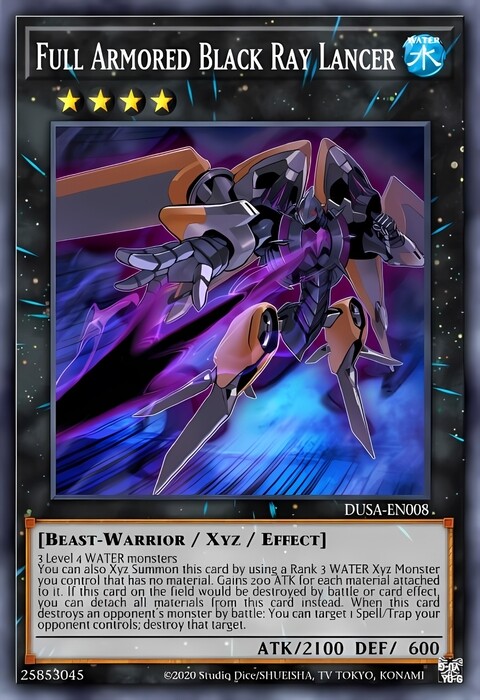 FULL ARMORED BLACK RAY LANCER
WATER
水
DUSA-EN008
[BEAST-WARRIOR / XYZ / EFFECT]
3 Level 4 WATER monsters
You can also Xyz Summon this card by using a Rank 3 WATER Xyz Monster
you control that has no material. Gains 200 ATK for each material attached
to it. If this card on the field would be destroyed by battle or card effect,
you can detach all materials from this card instead. When this card
destroys an opponent's monster by battle: You can target 1 Spell/Trap your
opponent controls; destroy that target.
ATK/2100 DEF/ 600
25853045
©2020 Studio Dice/SHUEISHA, TV TOKYO, KONAMI